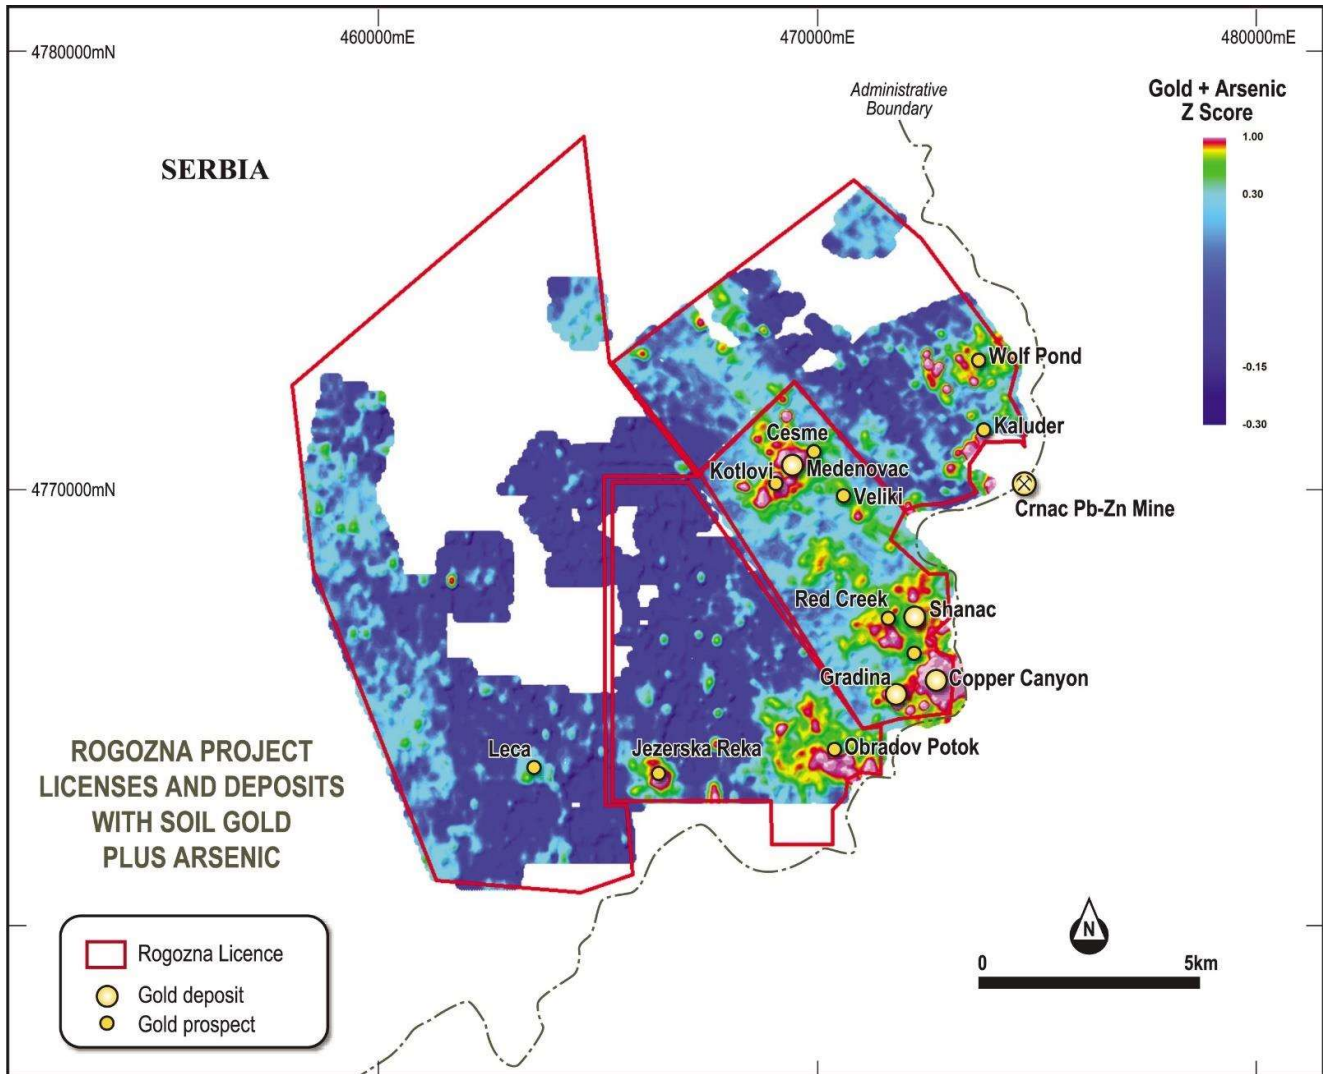 460000mE
470000mE
480000mE
4780000mN
Administrative
Boundary
Gold + Arsenic
Z Score
1.00
0.30
-0.15
-0.30
SERBIA
Wolf Pond
Kaluder
Cesme
Kotlovi
Medenovac
4770000mN
Veliki
Crnac Pb-Zn Mine
Red Creek
Shanac
Gradina
Copper Canyon
Leca
Jezerska Reka
Obradov Potok
ROGOZNA PROJECT
LICENSES AND DEPOSITS
WITH SOIL GOLD
PLUS ARSENIC
N
0
5km
Rogozna Licence
Gold deposit
Gold prospect